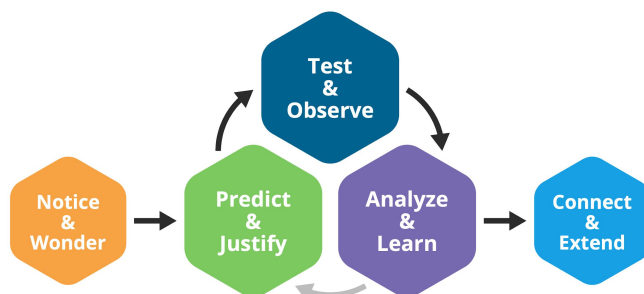 Test
&
Observe
Notice
&
Wonder
Predict
&
Justify
Analyze
&
Learn
Connect
&
Extend